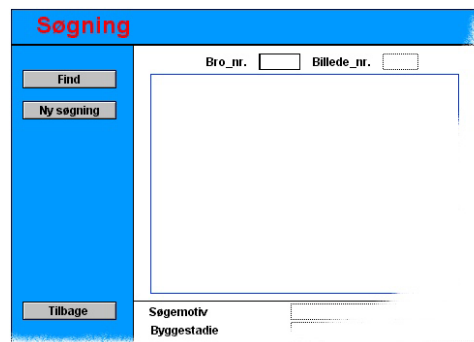 Søgning
Bro_nr. Billede_nr.
Find
Ny søgning
Tilbage
Søgemotiv
Byggestadie